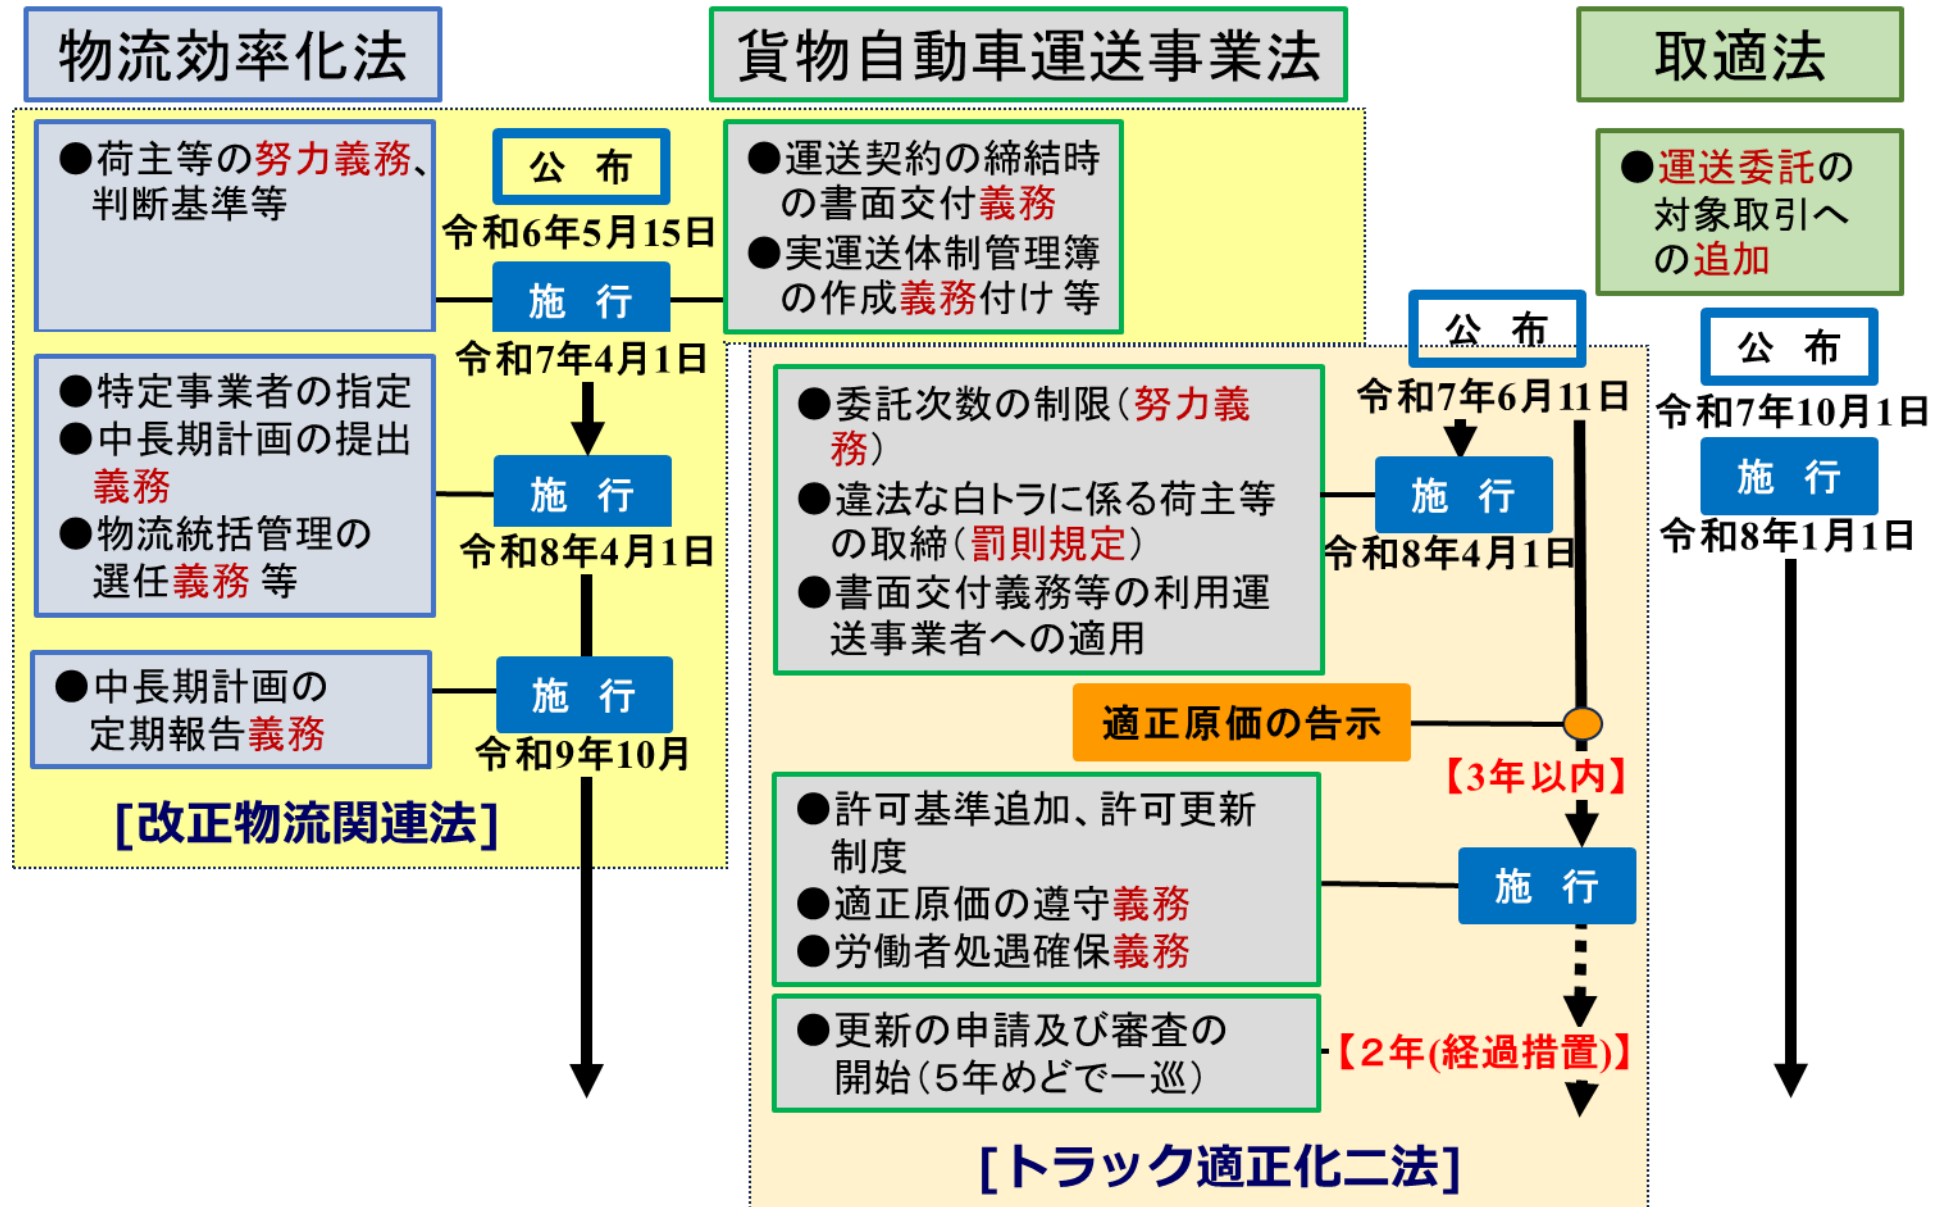 物流効率化法
貨物自動車運送事業法
取適法
●荷主等の努力義務、
判断基準等
公 布
令和6年5月15日
施 行
令和7年4月1日
●運送契約の締結時
の書面交付義務
●実運送体制管理簿
の作成義務付け 等
●運送委託の
対象取引へ
の追加
●特定事業者の指定
●中長期計画の提出
義務
●物流統括管理の
選任義務 等
施 行
令和8年4月1日
●中長期計画の
定期報告義務
施 行
令和9年10月
[改正物流関連法]
公 布
令和7年6月11日
●委託次数の制限(努力義
務)
●違法な白トラに係る荷主等
の取締(罰則規定)
●書面交付義務等の利用運
送事業者への適用
施 行
令和8年4月1日
適正原価の告示
【3年以内】
●許可基準追加、許可更新
制度
●適正原価の遵守義務
●労働者処遇確保義務
施 行
●更新の申請及び審査の
開始(5年めどで一巡)
【2年(経過措置)】
[トラック適正化二法]
公 布
令和7年10月1日
施 行
令和8年1月1日